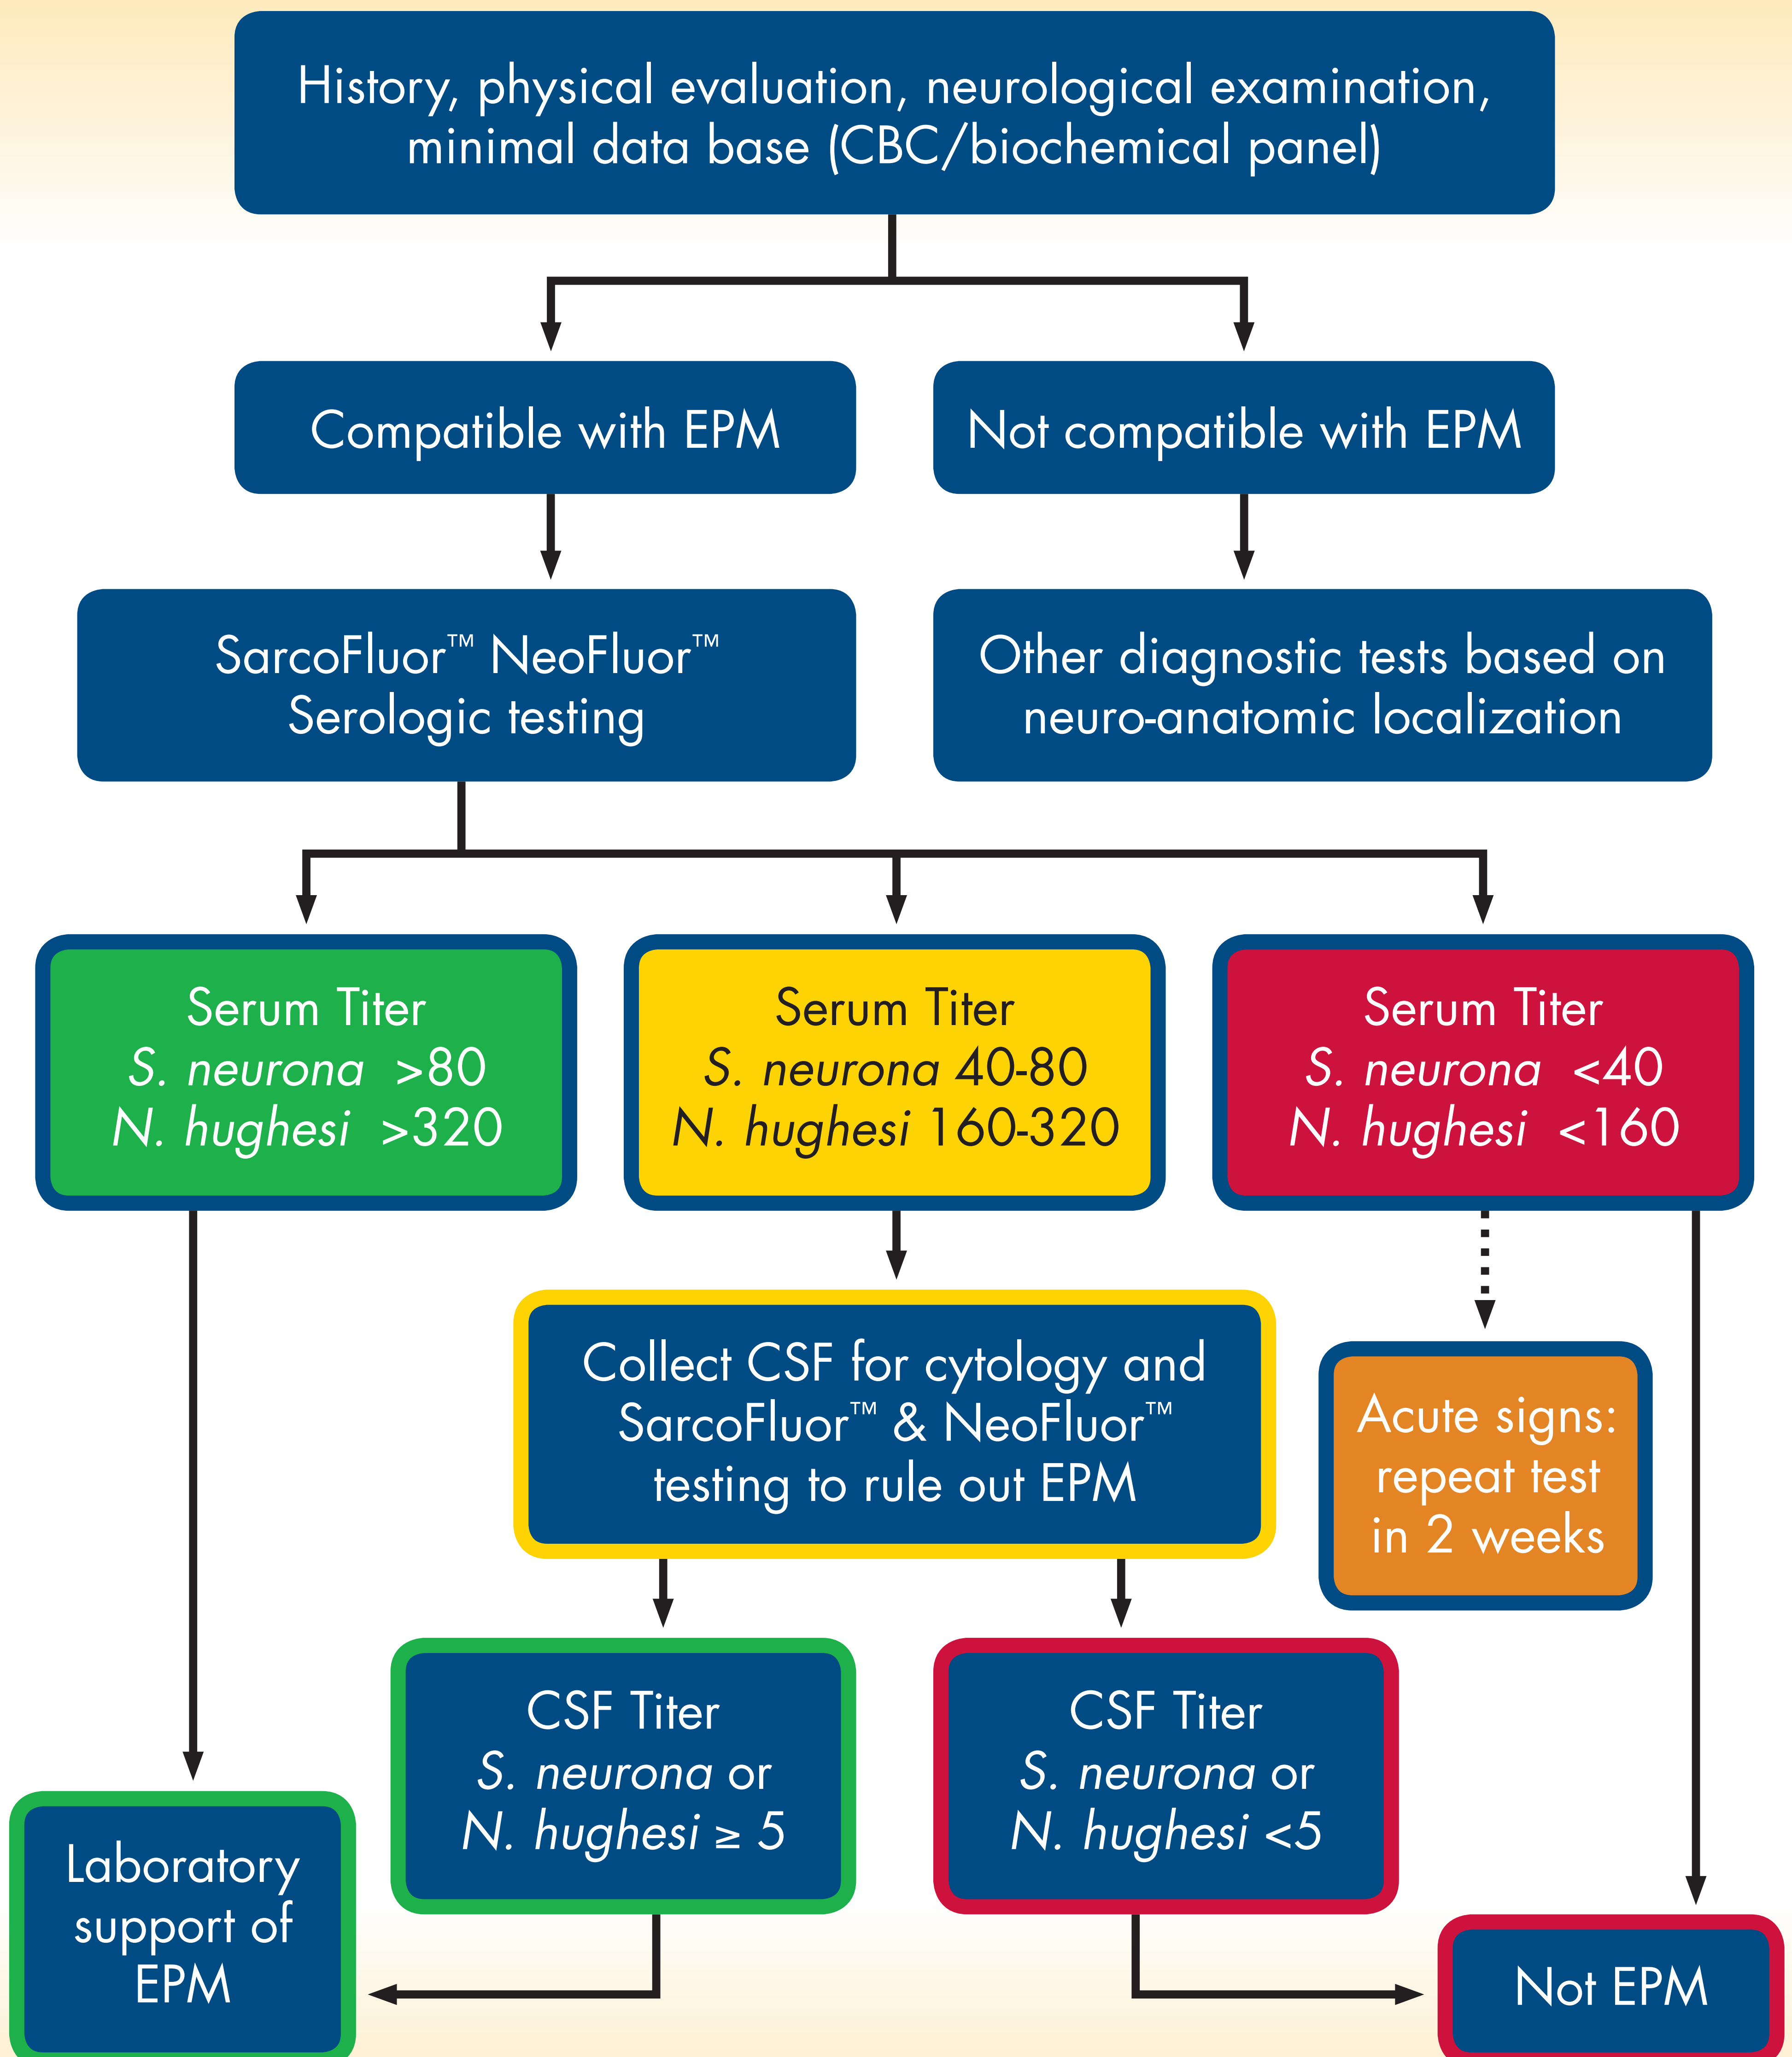 History, physical evaluation, neurological examination,
minimal data base (CBC/biochemical panel)
Compatible with EPM
Not compatible with EPM
SarcoFluor™ NeoFluor™
Serologic testing
Other diagnostic tests based on
neuro-anatomic localization
Serum Titer
S. neurona >80
N. hughesi >320
Serum Titer
S. neurona 40-80
N. hughesi 160-320
Serum Titer
S. neurona <40
N. hughesi <160
Collect CSF for cytology and
SarcoFluor™ & NeoFluor™
testing to rule out EPM
Acute signs:
repeat test
in 2 weeks
CSF Titer
S. neurona or
N. hughesi ≥ 5
CSF Titer
S. neurona or
N. hughesi <5
Laboratory
support of
EPM
Not EPM